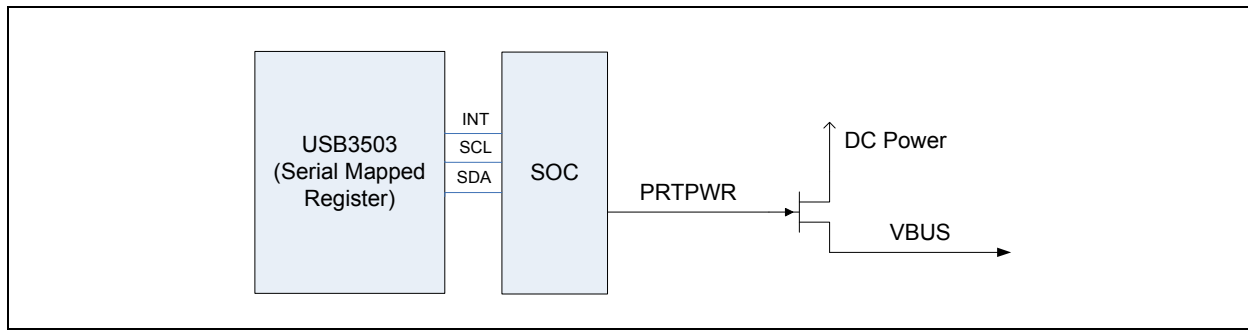 USB3503
(Serial Mapped
Register)
INT
SCL
SDA
SOC
PRTPWR
DC Power
VBUS